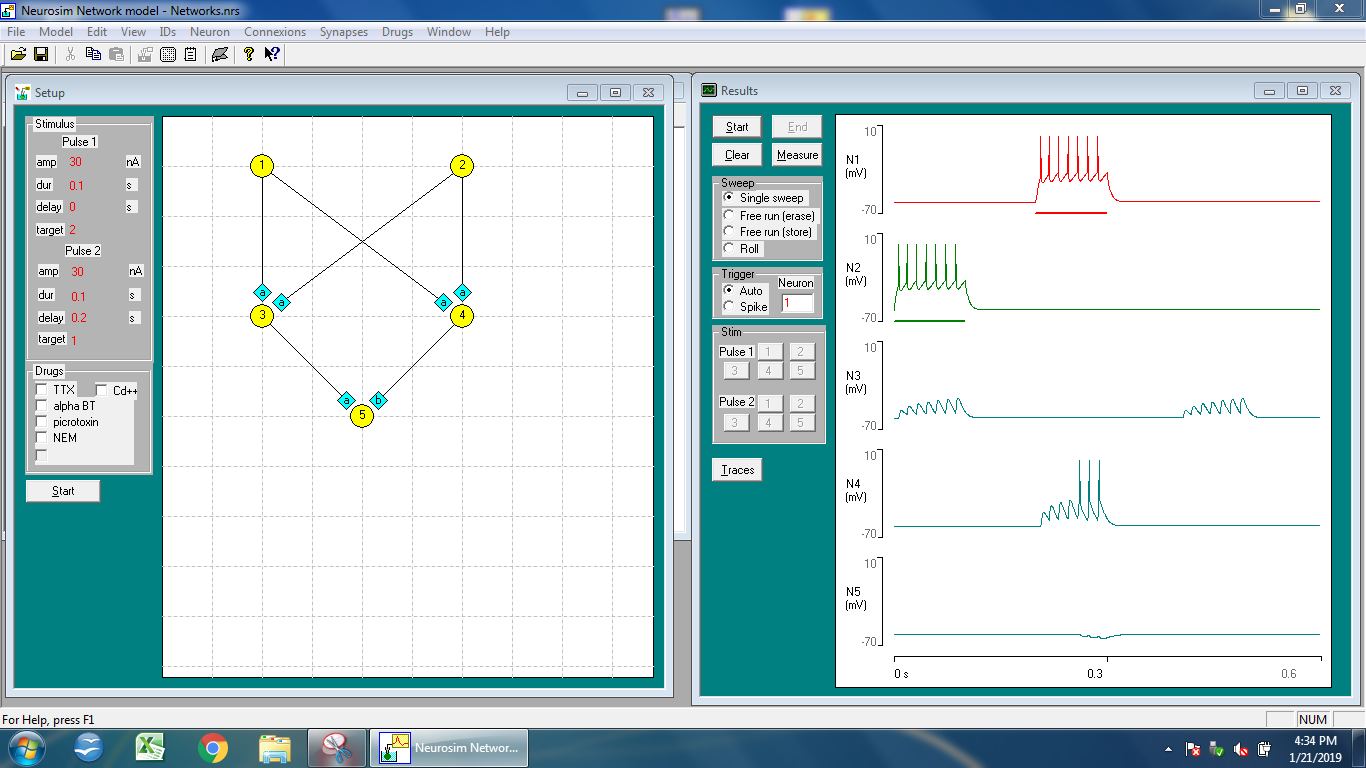 Neurosim Network model - Networks.nrs
File Model Edit View IDs Neuron Connexions Synapses Drugs Window Help
Setup
Stimulus
Pulse 1
amp 30 nA
dur 0.1 s
delay 0 s
target 2
Pulse 2
amp 30 nA
dur 0.1 s
delay 0.2 s
target 1
Drugs
TTX Cd++
alpha BT
picrotoxin
NEM
Start
1 2
a a a a
3 4
a b
5
Results
Start End
Clear Measure
Sweep
Single sweep
Free run (erase)
Free run (store)
Roll
Trigger
Auto Neuron
Spike 1
Stim
Pulse 1 1 2
3 4 5
Pulse 2 1 2
3 4 5
Traces
10
N1
(mV)
-70
10
N2
(mV)
-70
10
N3
(mV)
-70
10
N4
(mV)
-70
10
N5
(mV)
-70
0 s 0.3 0.6
For Help, press F1
NUM
Neurosim Networ...
4:34 PM
1/21/2019